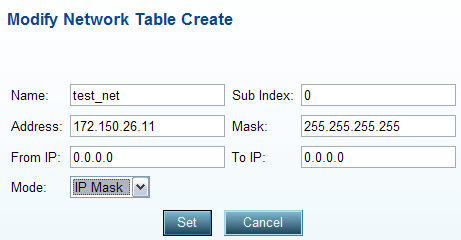 Modify Network Table Create
Name: test_net Sub Index: 0
Address: 172.150.26.11 Mask: 255.255.255.255
From IP: 0.0.0.0 To IP: 0.0.0.0
Mode: IP Mask
Set Cancel